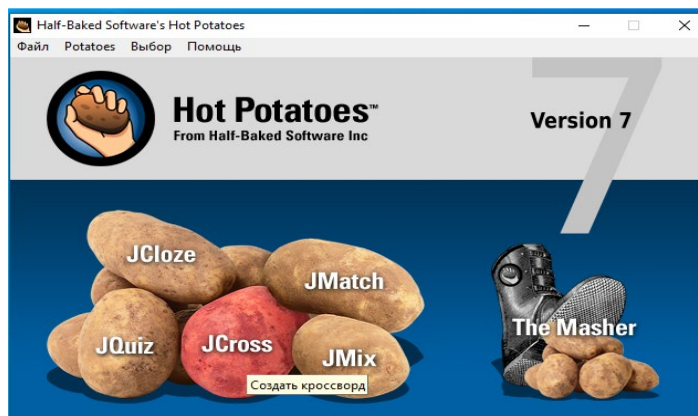 Half-Baked Software's Hot Potatoes
Файл Potatoes Выбор Помощь
Hot Potatoes™
From Half-Baked Software Inc
7
Version 7
JCloze
JMatch
JQuiz
JCross
JMix
The Masher
Создать кроссворд